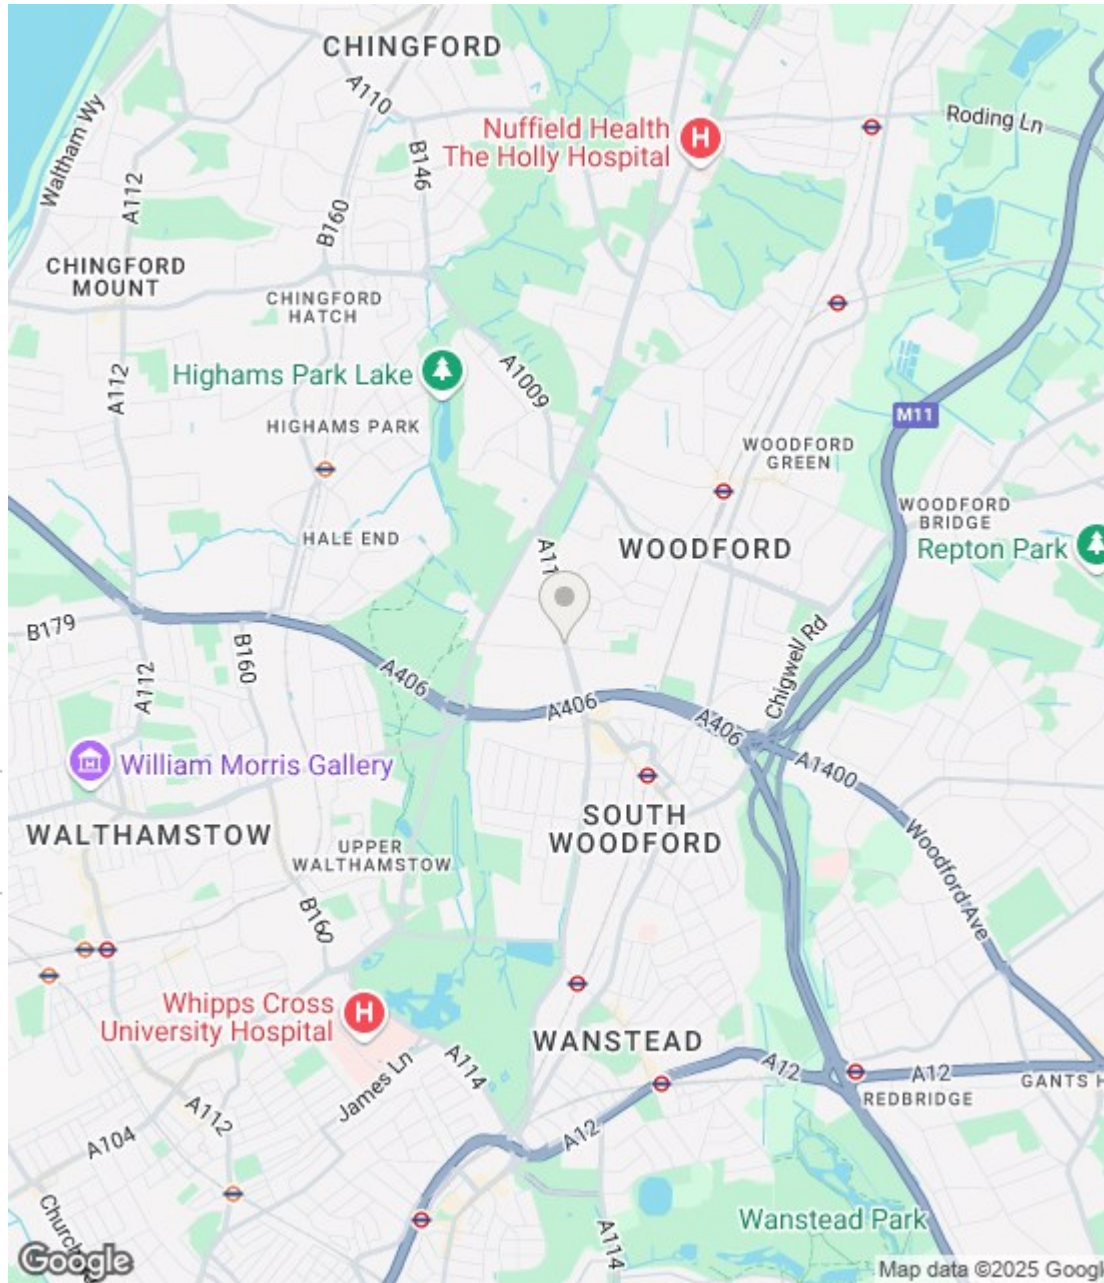 CHINGFORD
A110
Waltham Wy
Nuffield Health
The Holly Hospital
Roding Ln
B146
A112
B160
CHINGFORD
MOUNT
CHINGFORD
HATCH
Highams Park Lake
A1009
A112
M11
HIGHAMS PARK
WOODFORD
GREEN
WOODFORD
BRIDGE
HALE END
A11
WOODFORD
Repton Park
B179
B160
A112
A406
A406
A406
Chigwell Rd
A1400
William Morris Gallery
SOUTH
WOODFORD
WALTHAMSTOW
UPPER
WALTHAMSTOW
Woodford Ave
B160
Whipps Cross
University Hospital
WANSTEAD
James Ln
A114
A12
A12
GANTS H
REDBRIDGE
A112
A104
A12
Church
Wanstead Park
A114
Google
Map data ©2025 Google